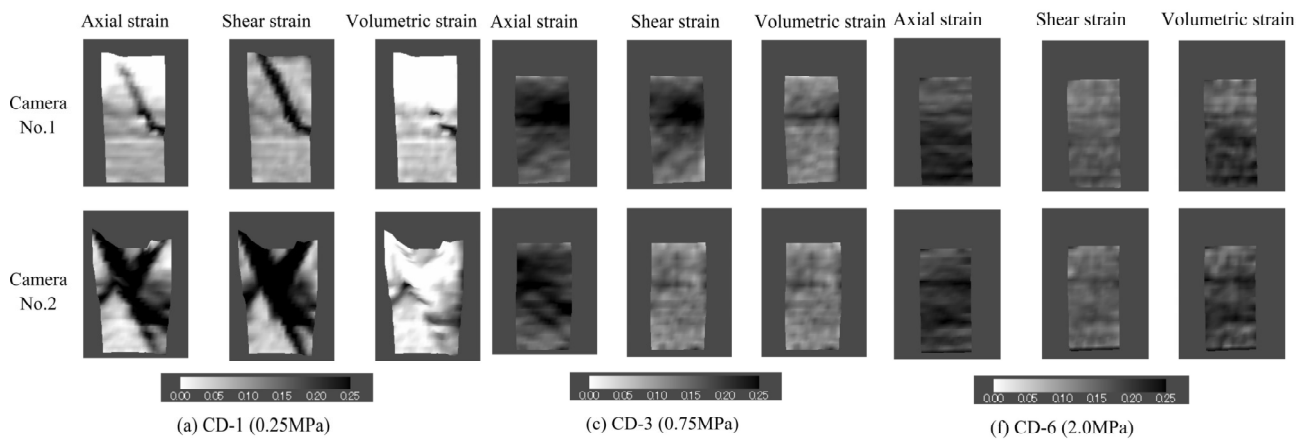 Axial strain Shear strain Volumetric strain Axial strain Shear strain Volumetric strain Axial strain Shear strain Volumetric strain
Camera
No.1
Camera
No.2
0.00 0.05 0.10 0.15 0.20 0.25 0.00 0.05 0.10 0.15 0.20 0.25 0.00 0.05 0.10 0.15 0.20 0.25
(a) CD-1 (0.25MPa) (c) CD-3 (0.75MPa) (f) CD-6 (2.0MPa)